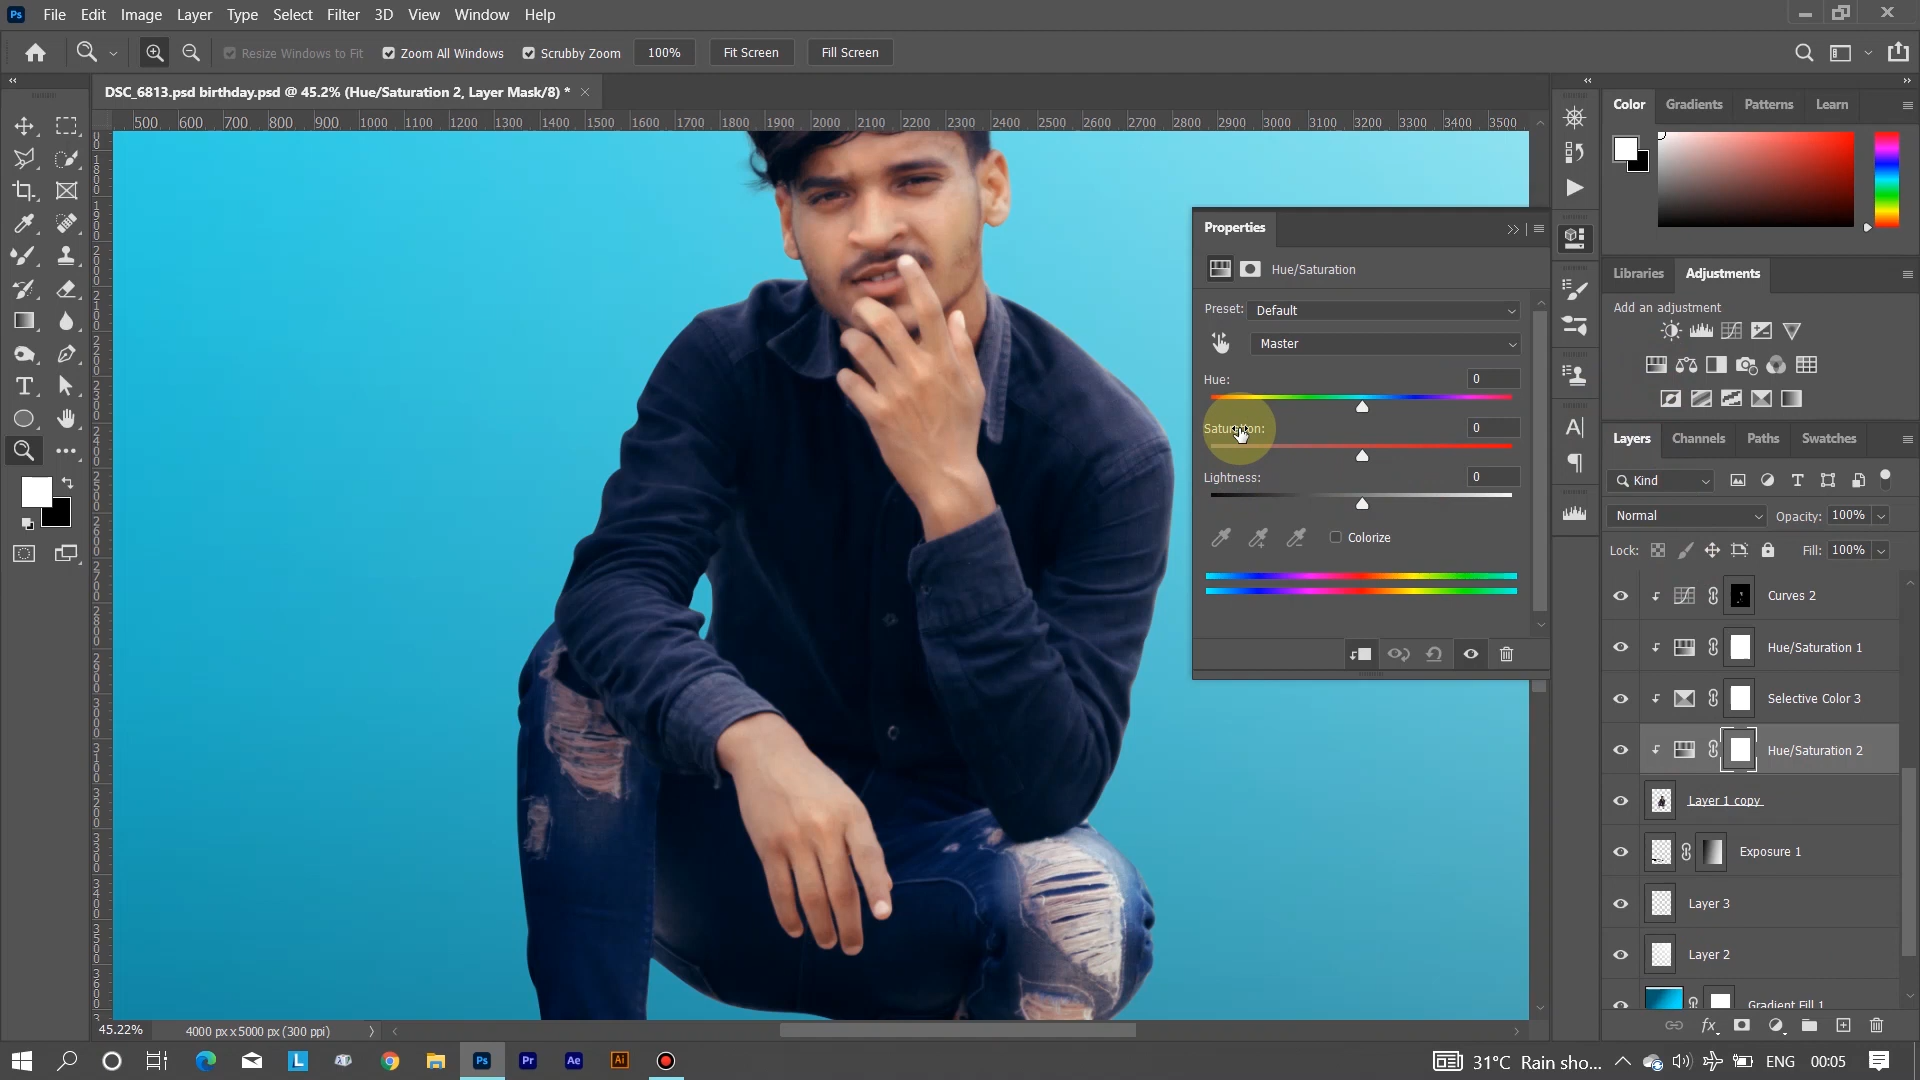 Ps File Edit Image Layer Type Select Filter 3D View Window Help
Resize Windows to Fit Zoom All Windows Scrubby Zoom 100% Fit Screen Fill Screen
DSC_6813.psd birthday.psd @ 45.2% (Hue/Saturation 2, Layer Mask/8) * ×
500 600 700 800 900 1000 1100 1200 1300 1400 1500 1600 1700 1800 1900 2000 2100 2200 2300 2400 2500 2600 2700 2800 2900 3000 3100 3200 3300 3400 3500
Color Gradients Patterns Learn
Properties
Hue/Saturation
Preset: Default
Master
Hue: 0
Saturation: 0
Lightness: 0
Colorize
Libraries Adjustments
Add an adjustment
Layers Channels Paths Swatches
Kind
Normal Opacity: 100%
Lock: Fill: 100%
Curves 2
Hue/Saturation 1
Selective Color 3
Hue/Saturation 2
Layer 1 copy
Exposure 1
Layer 3
Layer 2
Gradient Fill 1
45.22% 4000 px x 5000 px (300 ppi)
L Ps Pr Ae Ai 31°C Rain sho... ENG 00:05